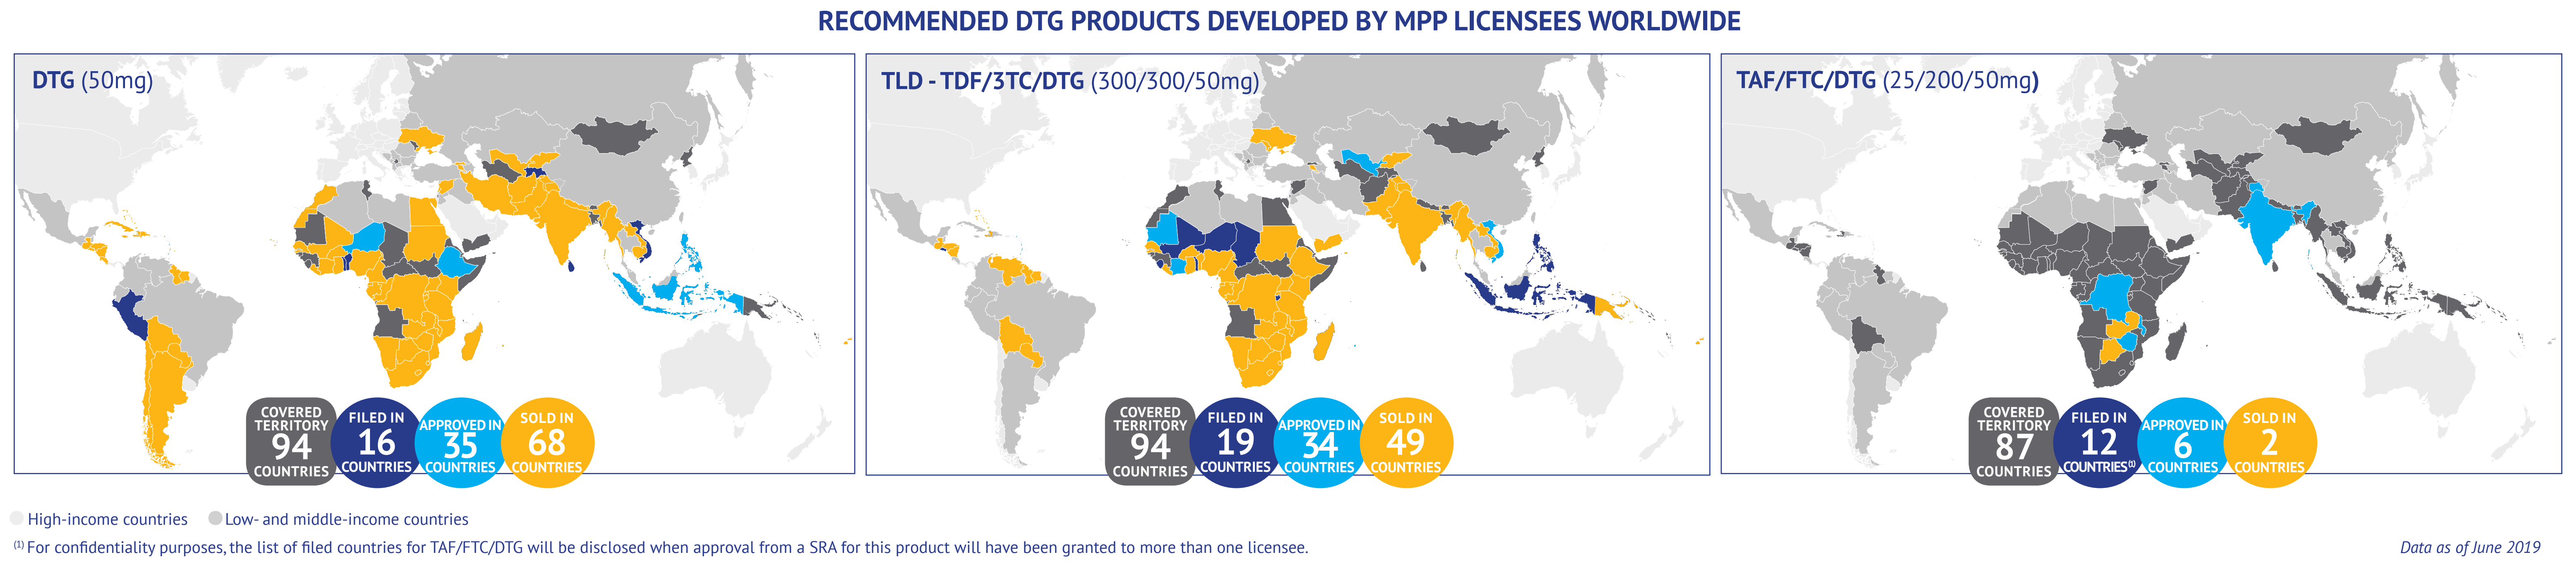 RECOMMENDED DTG PRODUCTS DEVELOPED BY MPP LICENSEES WORLDWIDE
DTG (50mg)
COVERED
TERRITORY
94
COUNTRIES
FILED IN
16
COUNTRIES
APPROVED IN
35
COUNTRIES
SOLD IN
68
COUNTRIES
TLD - TDF/3TC/DTG (300/300/50mg)
COVERED
TERRITORY
94
COUNTRIES
FILED IN
19
COUNTRIES
APPROVED IN
34
COUNTRIES
SOLD IN
49
COUNTRIES
TAF/FTC/DTG (25/200/50mg)
COVERED
TERRITORY
87
COUNTRIES
FILED IN
12
COUNTRIES(1)
APPROVED IN
6
COUNTRIES
SOLD IN
2
COUNTRIES
High-income countries
Low- and middle-income countries
(1) For confidentiality purposes, the list of filed countries for TAF/FTC/DTG will be disclosed when approval from a SRA for this product will have been granted to more than one licensee.
Data as of June 2019